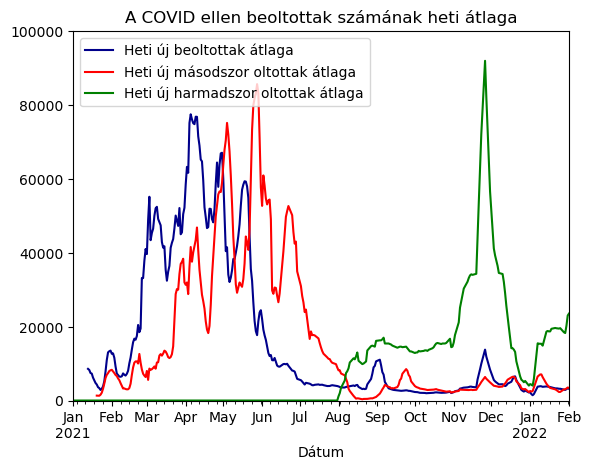 A COVID ellen beoltottak számának heti átlaga
Heti új beoltottak átlaga
Heti új másodszor oltottak átlaga
Heti új harmadszor oltottak átlaga
100000
80000
60000
40000
20000
0
Jan Feb Mar Apr May Jun Jul Aug Sep Oct Nov Dec Jan Feb
2021 2022
Dátum